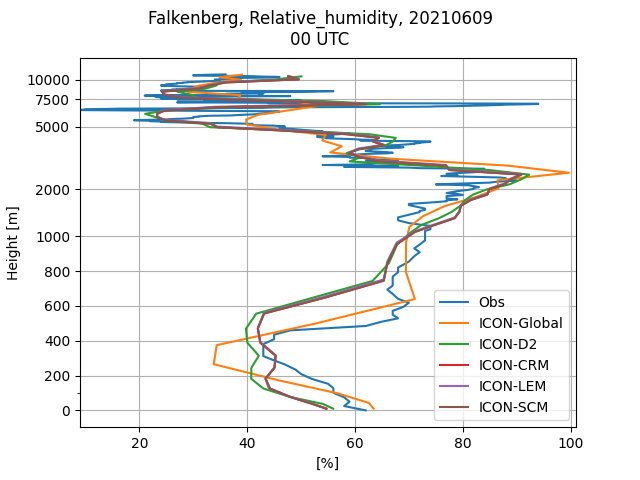 Falkenberg, Relative_humidity, 20210609
00 UTC
10000
7500
5000
2000
1000
800
600
400
200
0
Height [m]
Obs
ICON-Global
ICON-D2
ICON-CRM
ICON-LEM
ICON-SCM
20
40
60
80
100
[%]